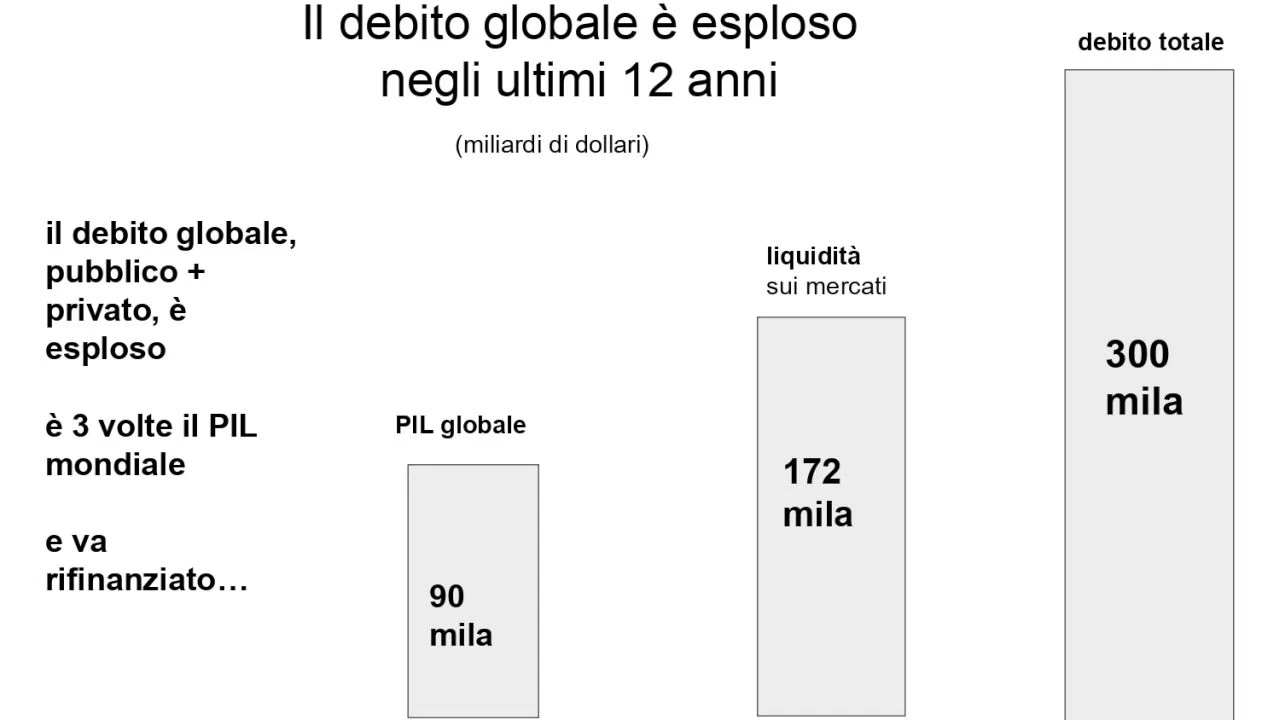 Il debito globale è esploso
negli ultimi 12 anni
(miliardi di dollari)
il debito globale,
pubblico +
privato, è
esploso
è 3 volte il PIL
mondiale
e va
rifinanziato…
PIL globale
90
mila
liquidità
sui mercati
172
mila
debito totale
300
mila